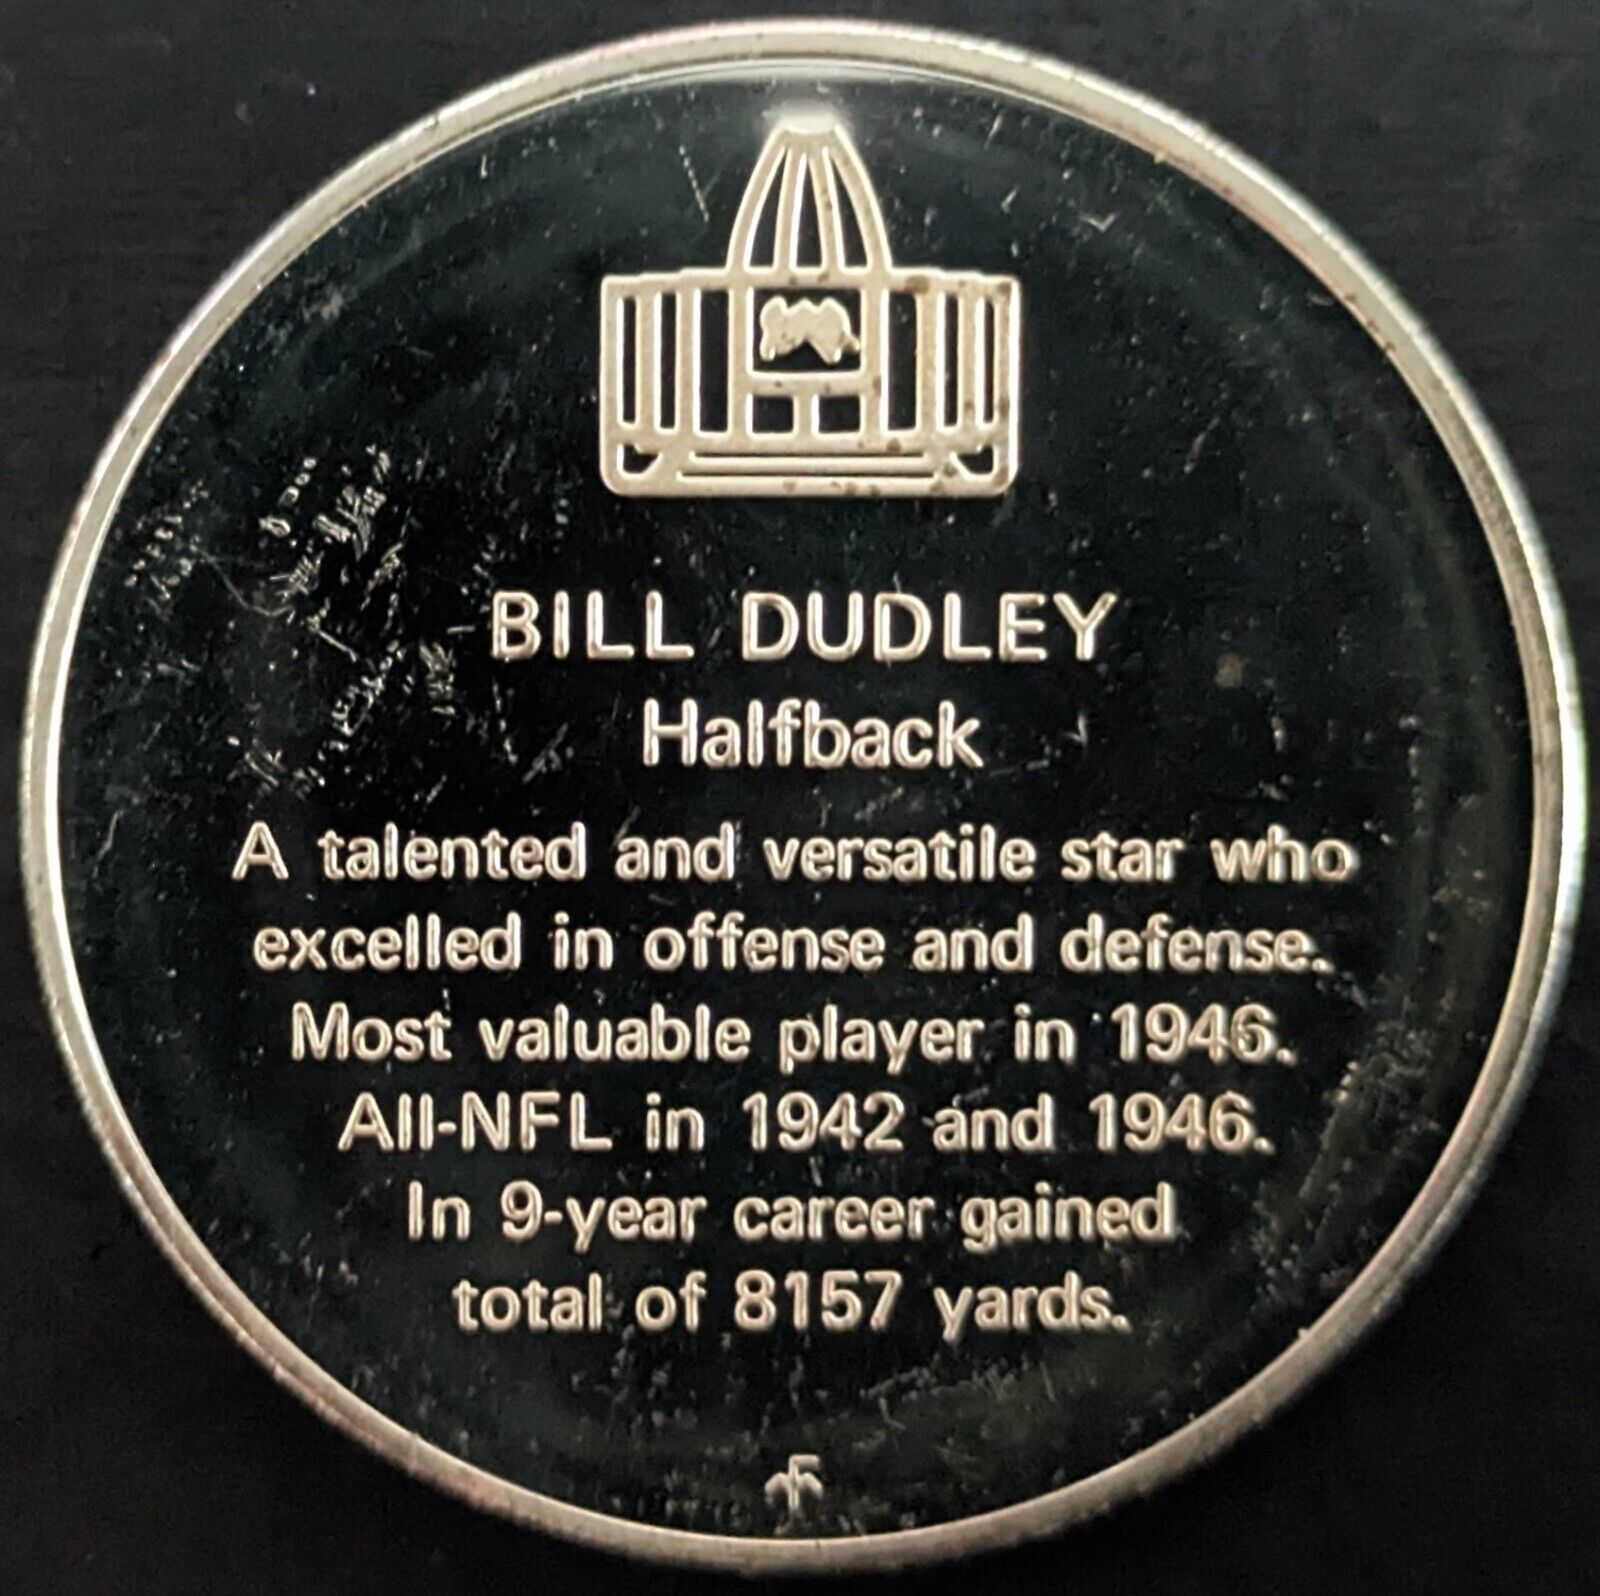 BILL DUDLEY
Halfback
A talented and versatile star who
excelled in offense and defense.
Most valuable player in 1946.
All-NFL in 1942 and 1946.
In 9-year career gained
total of 8157 yards.